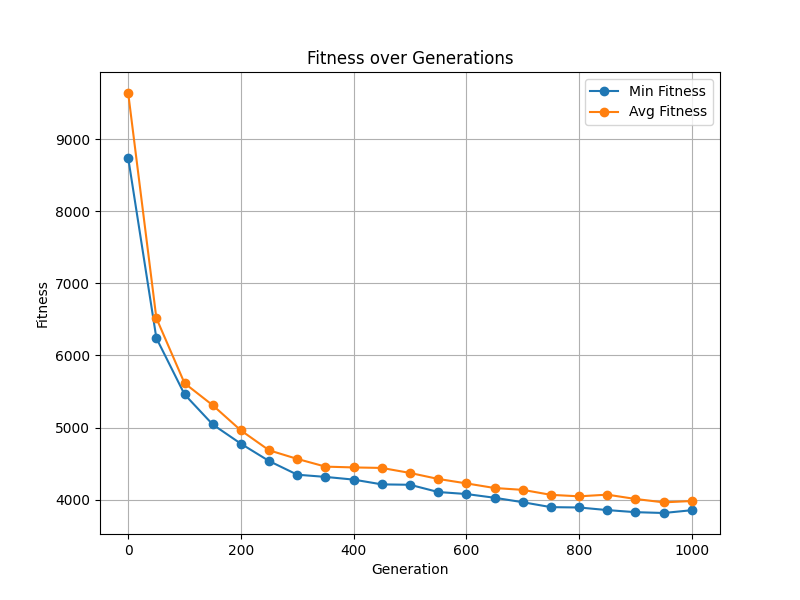 Fitness over Generations
Min Fitness
Avg Fitness
Fitness
9000
8000
7000
6000
5000
4000
0 200 400 600 800 1000
Generation